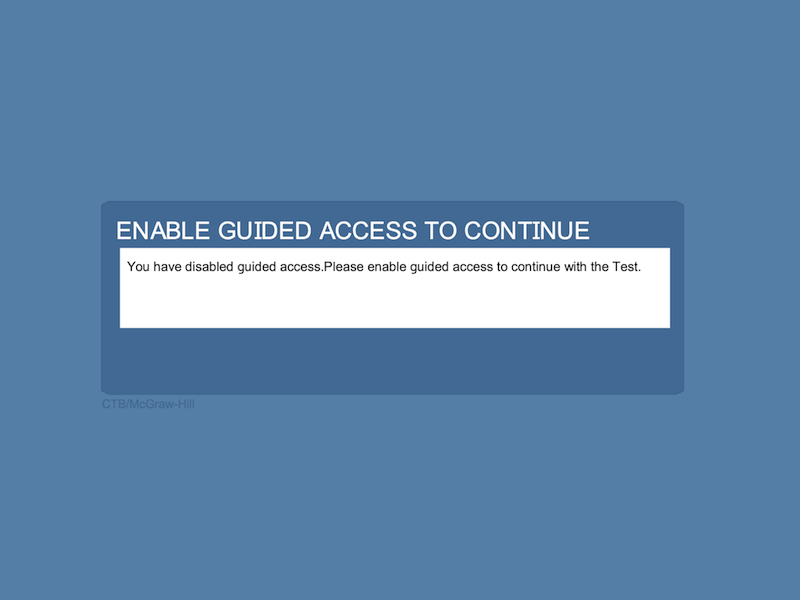 ENABLE GUIDED ACCESS TO CONTINUE
You have disabled guided access.Please enable guided access to continue with the Test.
CTB/McGraw-Hill